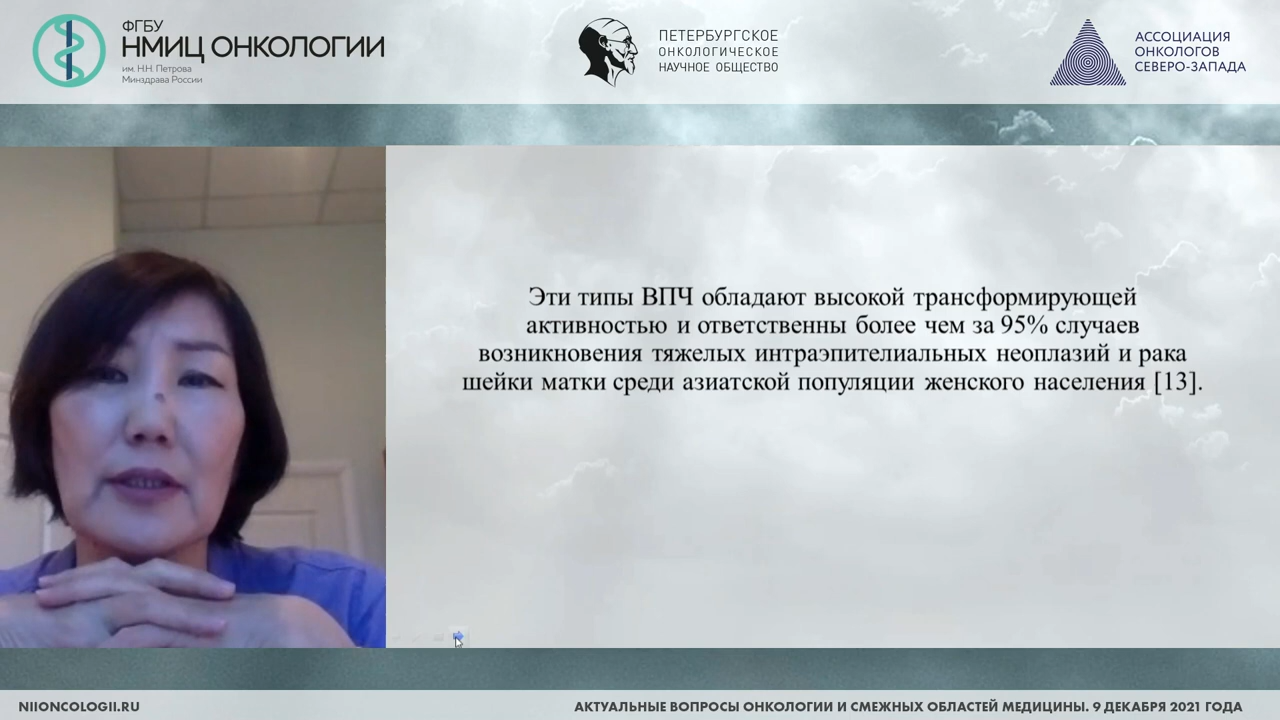 ФГБУ
НМИЦ ОНКОЛОГИИ
им. Н.Н. Петрова
Минздрава России
ПЕТЕРБУРГСКОЕ
ОНКОЛОГИЧЕСКОЕ
НАУЧНОЕ ОБЩЕСТВО
АССОЦИАЦИЯ
ОНКОЛОГОВ
СЕВЕРО-ЗАПАДА
Эти типы ВПЧ обладают высокой трансформирующей
активностью и ответственны более чем за 95% случаев
возникновения тяжелых интраэпителиальных неоплазий и рака
шейки матки среди азиатской популяции женского населения [13].
NIIONCOLOGII.RU
АКТУАЛЬНЫЕ ВОПРОСЫ ОНКОЛОГИИ И СМЕЖНЫХ ОБЛАСТЕЙ МЕДИЦИНЫ. 9 ДЕКАБРЯ 2021 ГОДА